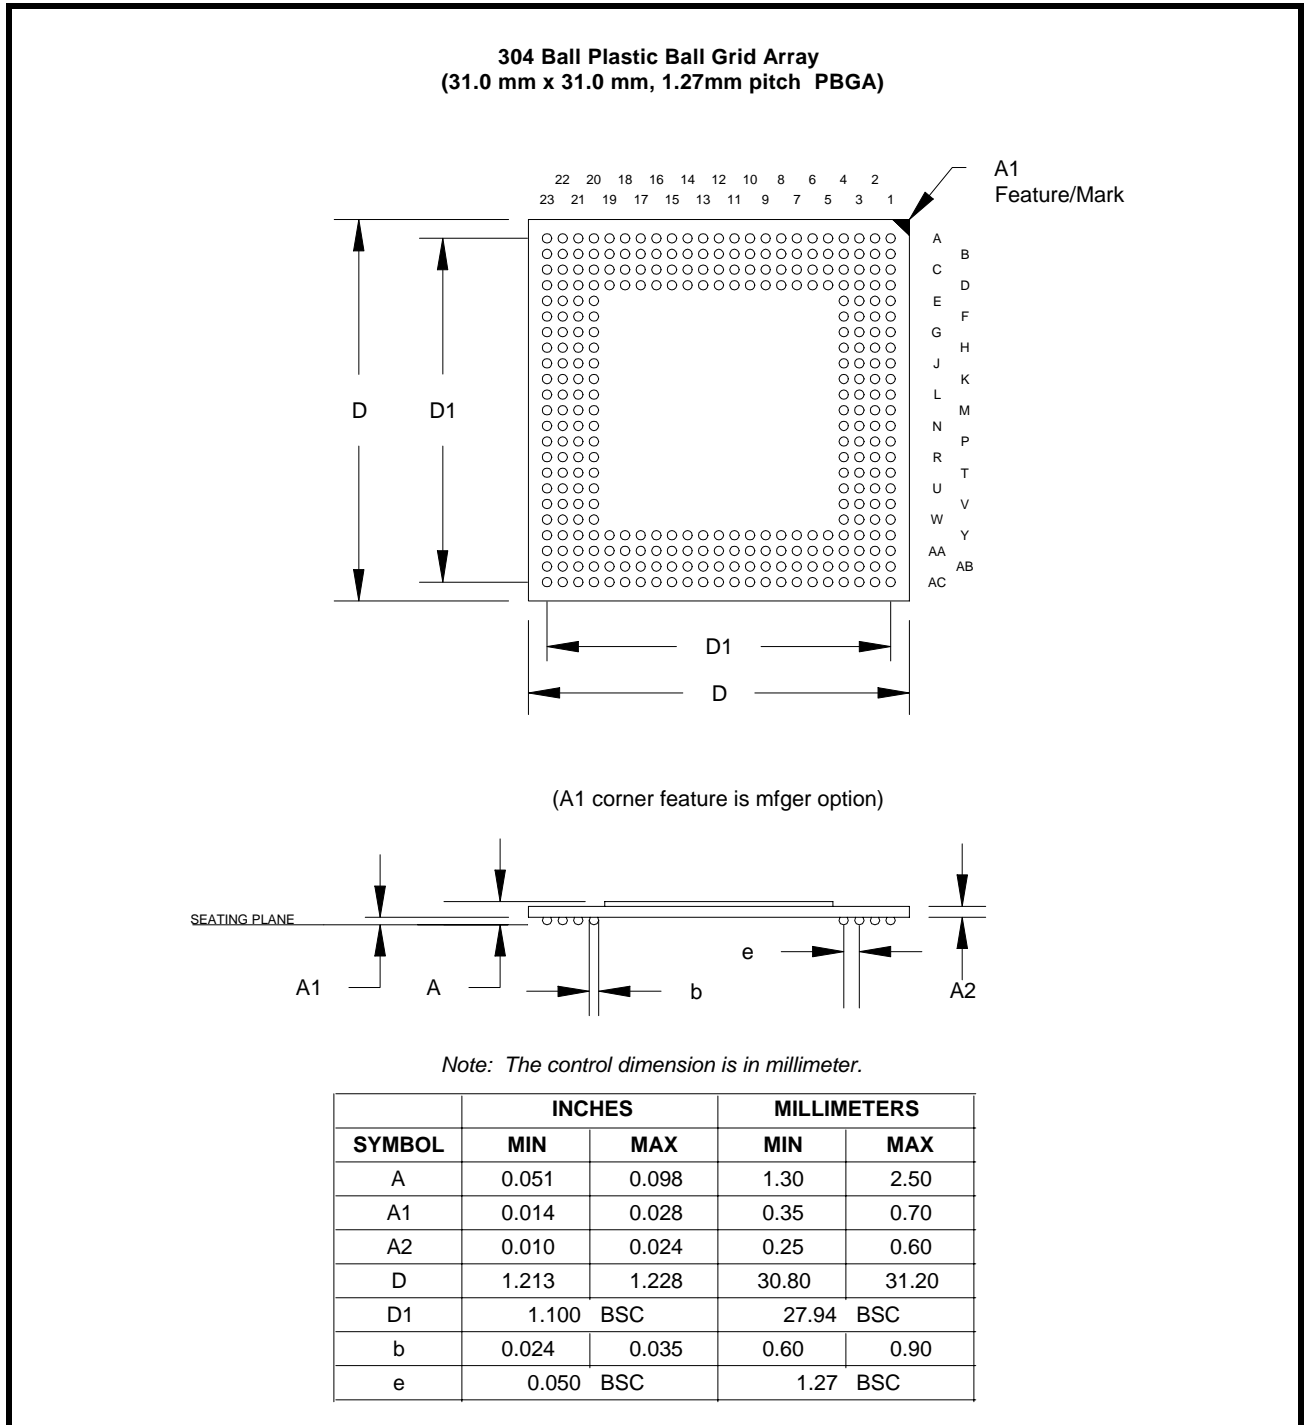 304 Ball Plastic Ball Grid Array
(31.0 mm x 31.0 mm, 1.27mm pitch  PBGA)
A1
Feature/Mark
22 20 18 16 14 12 10 8 6 4 2
23 21 19 17 15 13 11 9 7 5 3 1
A
B
C
D
E
F
G
H
J
K
L
M
N
P
R
T
U
V
W
Y
AA
AB
AC
D D1
D1
D
(A1 corner feature is mfger option)
SEATING PLANE
e
A1 A b A2
Note:  The control dimension is in millimeter.
INCHES MILLIMETERS
SYMBOL MIN MAX MIN MAX
A 0.051 0.098 1.30 2.50
A1 0.014 0.028 0.35 0.70
A2 0.010 0.024 0.25 0.60
D 1.213 1.228 30.80 31.20
D1 1.100 BSC 27.94 BSC
b 0.024 0.035 0.60 0.90
e 0.050 BSC 1.27 BSC